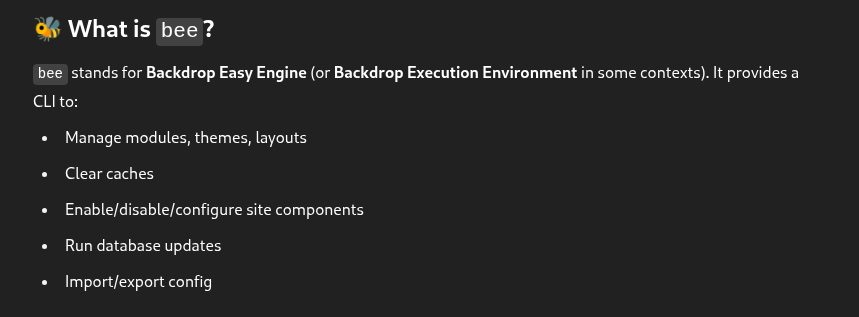 🐝 What is bee?
bee stands for Backdrop Easy Engine (or Backdrop Execution Environment in some contexts). It provides a
CLI to:
• Manage modules, themes, layouts
• Clear caches
• Enable/disable/configure site components
• Run database updates
• Import/export config